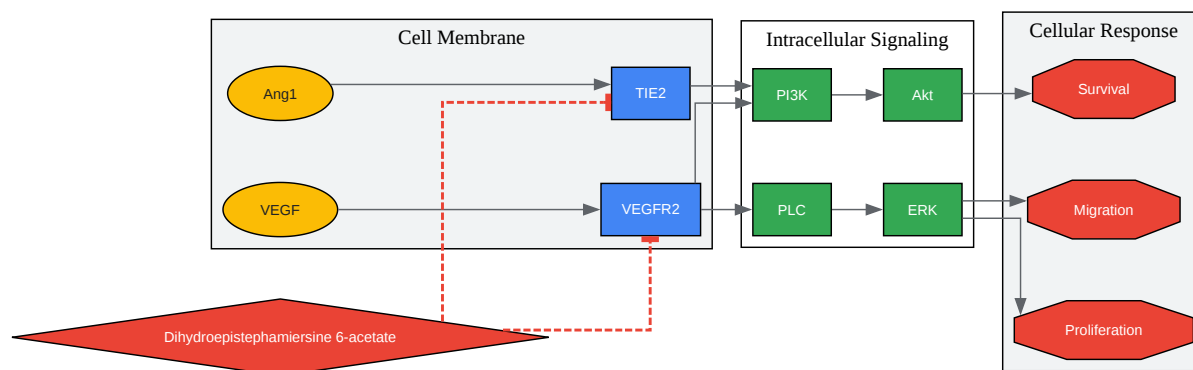 Cell Membrane
Intracellular Signaling
Cellular Response
Ang1
TIE2
PI3K
Akt
Survival
VEGF
VEGFR2
PLC
ERK
Migration
Dihydroepistephamiersine 6-acetate
Proliferation